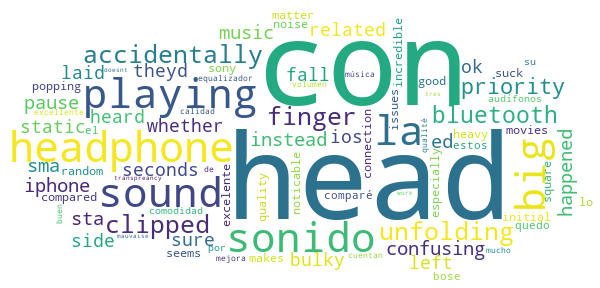 matter
music noise related con incredible su
accidentally fall ok suck
laid doesnt theyd sony música good priority
popping equalizador playing volumen audífonos
pause heard finger issues bluetooth tres
excelente calidad whether la qualité
static el instead ios ed heavy movies
headphone seconds connection estos big happened
sma random head especially square
iphone sound excelente quality noticable comparé work lo
compared transpreancy
sta clipped sonido unfolding initial
buen comodidad sure makes bulky confusing quedo
side mauvaise por left mucho
seems mejora de cuentan bose